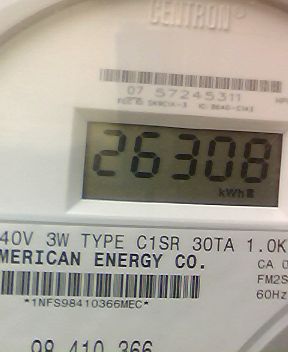 CENTRON®
07 57245311
26308
kWh
40V 3W TYPE C1SR 30TA 1.0K
MERICAN ENERGY CO.
CA 0
FM2S
60Hz
*1NFS98410366MEC*
98 410 366